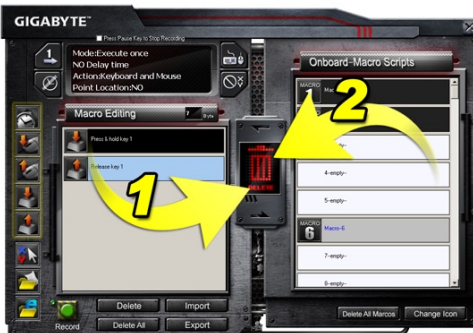 GIGABYTE™
Press Pause Key to Stop Recording
1
Mode:Execute once
NO Delay time
Action:Keyboard and Mouse
Point Location:NO
Onboard-Macro Scripts
Macro Editing
7 Byte
MACRO
1
2
Press & hold key 1
Release key 1
1
DELETE
4-empty-
5-empty-
MACRO
6
Macro-6
7-empty-
8-empty-
Delete
Import
Record
Delete All
Export
Delete All Marcos
Change Icon